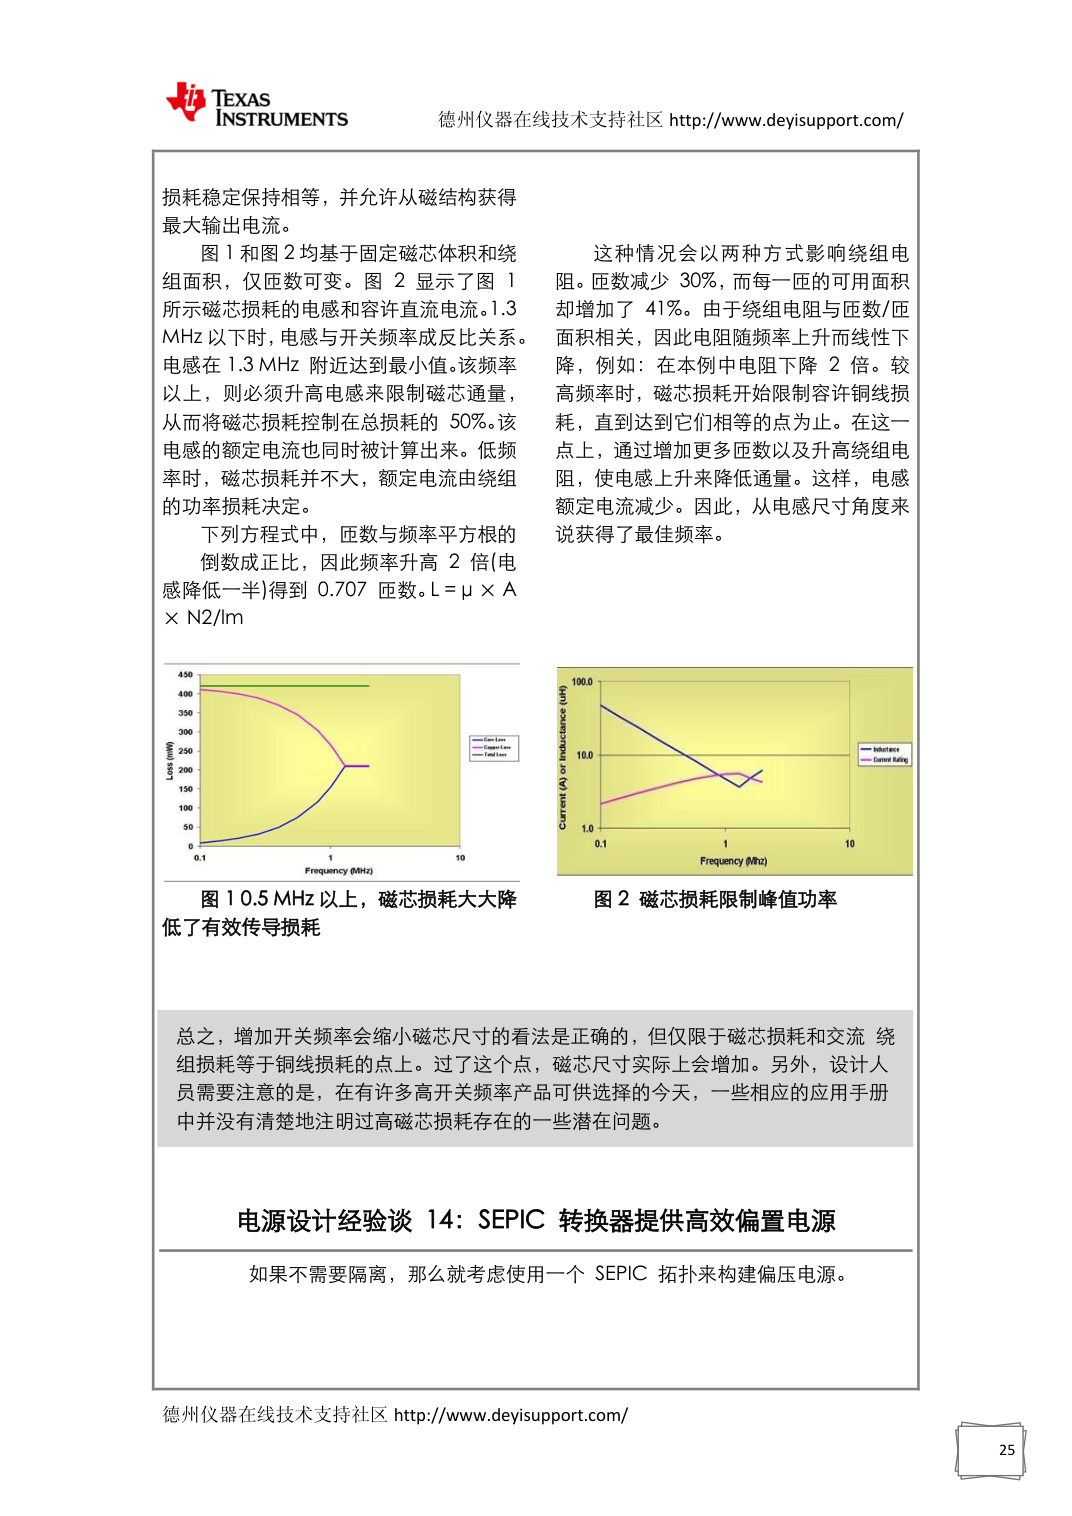 TEXAS
INSTRUMENTS
德州仪器在线技术支持社区 http://www.deyisupport.com/
损耗稳定保持相等，并允许从磁结构获得
最大输出电流。
图 1 和图 2 均基于固定磁芯体积和绕
组面积，仅匝数可变。图 2 显示了图 1
所示磁芯损耗的电感和容许直流电流。1.3
MHz 以下时，电感与开关频率成反比关系。
电感在 1.3 MHz 附近达到最小值。该频率
以上，则必须升高电感来限制磁芯通量，
从而将磁芯损耗控制在总损耗的 50%。该
电感的额定电流也同时被计算出来。低频
率时，磁芯损耗并不大，额定电流由绕组
的功率损耗决定。
下列方程式中，匝数与频率平方根的
倒数成正比，因此频率升高 2 倍(电
感降低一半)得到 0.707 匝数。L = μ × A
× N2/lm
这种情况会以两种方式影响绕组电
阻。匝数减少 30%，而每一匝的可用面积
却增加了 41%。由于绕组电阻与匝数/匝
面积相关，因此电阻随频率上升而线性下
降，例如：在本例中电阻下降 2 倍。较
高频率时，磁芯损耗开始限制容许铜线损
耗，直到达到它们相等的点为止。在这一
点上，通过增加更多匝数以及升高绕组电
阻，使电感上升来降低通量。这样，电感
额定电流减少。因此，从电感尺寸角度来
说获得了最佳频率。
450
400
350
300
250
200
150
100
50
0
Loss (mW)
0.1 1 10
Frequency (MHz)
Core Loss
Copper Loss
Total Loss
100.0
10.0
1.0
Current (A) or Inductance (uH)
0.1 1 10
Frequency (Mhz)
Inductance
Current Rating
图 1 0.5 MHz 以上，磁芯损耗大大降
低了有效传导损耗
图 2 磁芯损耗限制峰值功率
总之，增加开关频率会缩小磁芯尺寸的看法是正确的，但仅限于磁芯损耗和交流 绕
组损耗等于铜线损耗的点上。过了这个点，磁芯尺寸实际上会增加。另外，设计人
员需要注意的是，在有许多高开关频率产品可供选择的今天，一些相应的应用手册
中并没有清楚地注明过高磁芯损耗存在的一些潜在问题。
电源设计经验谈 14：SEPIC 转换器提供高效偏置电源
如果不需要隔离，那么就考虑使用一个 SEPIC 拓扑来构建偏压电源。
德州仪器在线技术支持社区 http://www.deyisupport.com/
25